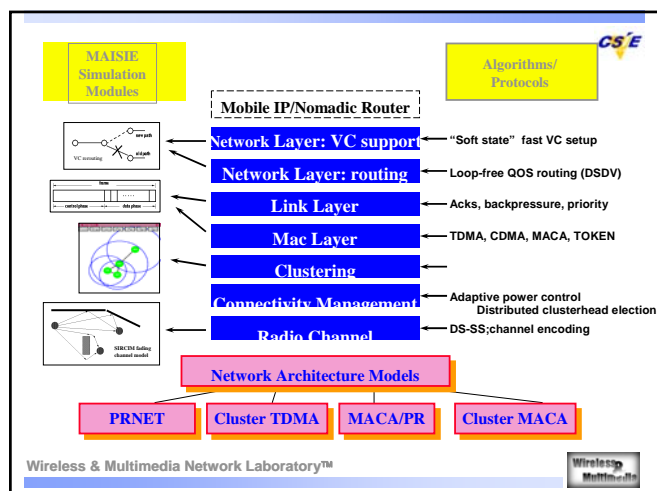 MAISIE
Simulation
Modules
CSIE
Algorithms/
Protocols
Mobile IP/Nomadic Router
new path
old path
VC rerouting
Network Layer: VC support
“Soft state” fast VC setup
Network Layer: routing
Loop-free QOS routing (DSDV)
frame
control phase
data phase
Link Layer
Acks, backpressure, priority
Mac Layer
TDMA, CDMA, MACA, TOKEN
Clustering
Connectivity Management
Adaptive power control
Distributed clusterhead election
Radio Channel
DS-SS;channel encoding
SIRCIM fading
channel model
Network Architecture Models
PRNET
Cluster TDMA
MACA/PR
Cluster MACA
Wireless & Multimedia Network Laboratory™
Wireless
Multimedia